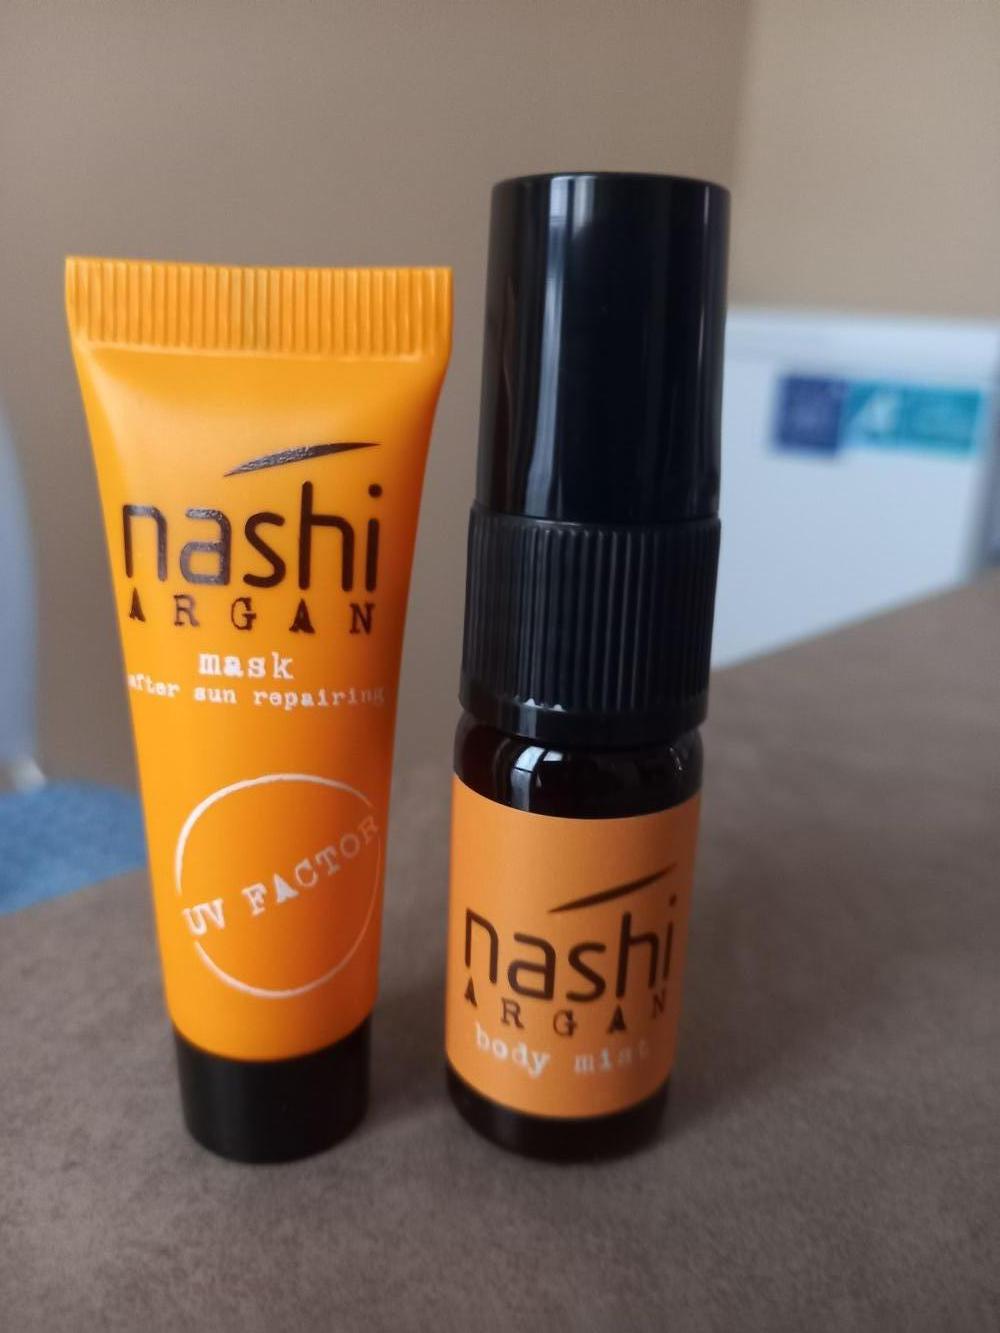 nashi
ARGAN
mask
after sun repairing
UV FACTOR
nashi
ARGAN
body mist